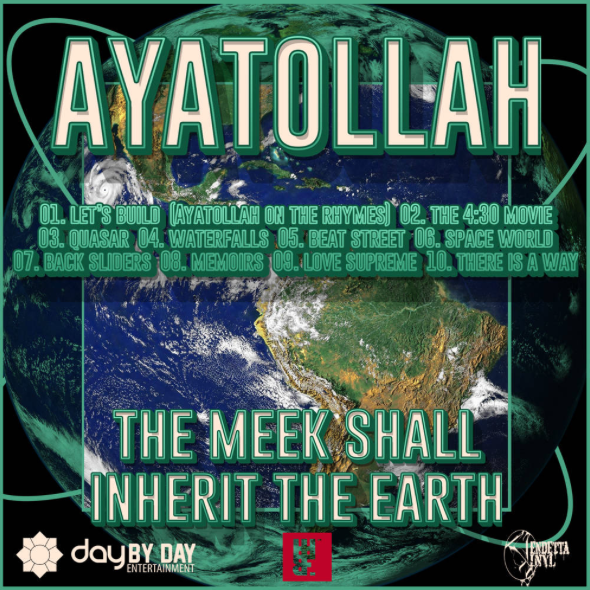 AYATOLLAH
01. LET'S BUILD (AYATOLLAH ON THE RHYMES) 02. THE 4:30 MOVIE
03. QUASAR 04. WATERFALLS 05. BEAT STREET 06. SPACE WORLD
07. BACK SLIDERS 08. MEMOIRS 09. LOVE SUPREME 10. THERE IS A WAY
THE MEEK SHALL
INHERIT THE EARTH
day BY DAY
ENTERTAINMENT
VENDETTA
VINYL